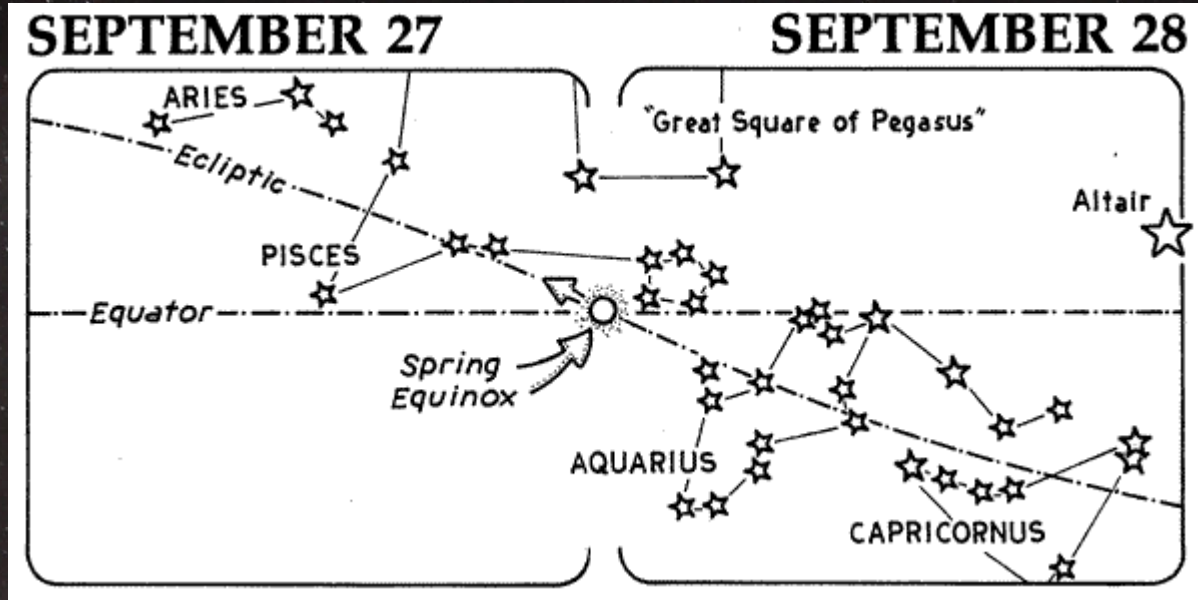 SEPTEMBER 27
SEPTEMBER 28
ARIES
"Great Square of Pegasus"
Ecliptic
Altair
PISCES
Equator
Spring
Equinox
AQUARIUS
CAPRICORNUS